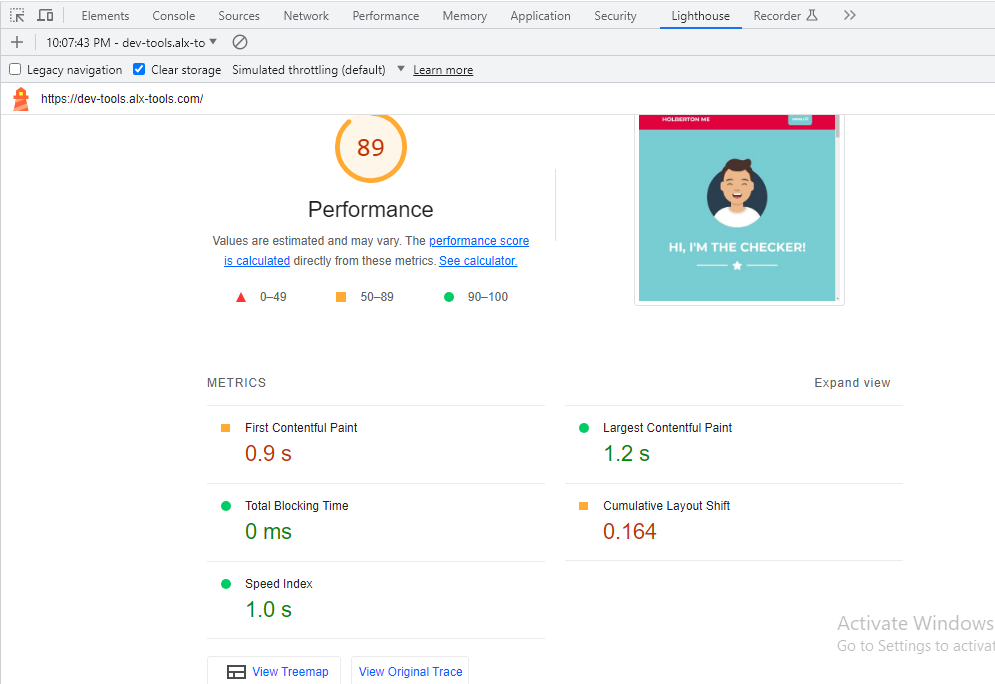 Elements Console Sources Network Performance Memory Application Security Lighthouse Recorder
10:07:43 PM - dev-tools.alx-to
Legacy navigation Clear storage Simulated throttling (default) Learn more
https://dev-tools.alx-tools.com/
89
Performance
Values are estimated and may vary. The performance score
is calculated directly from these metrics. See calculator.
0–49 50–89 90–100
HOLBERTON ME
HI, I'M THE CHECKER!
METRICS
Expand view
First Contentful Paint
0.9 s
Largest Contentful Paint
1.2 s
Total Blocking Time
0 ms
Cumulative Layout Shift
0.164
Speed Index
1.0 s
View Treemap
View Original Trace
Activate Windows
Go to Settings to activat